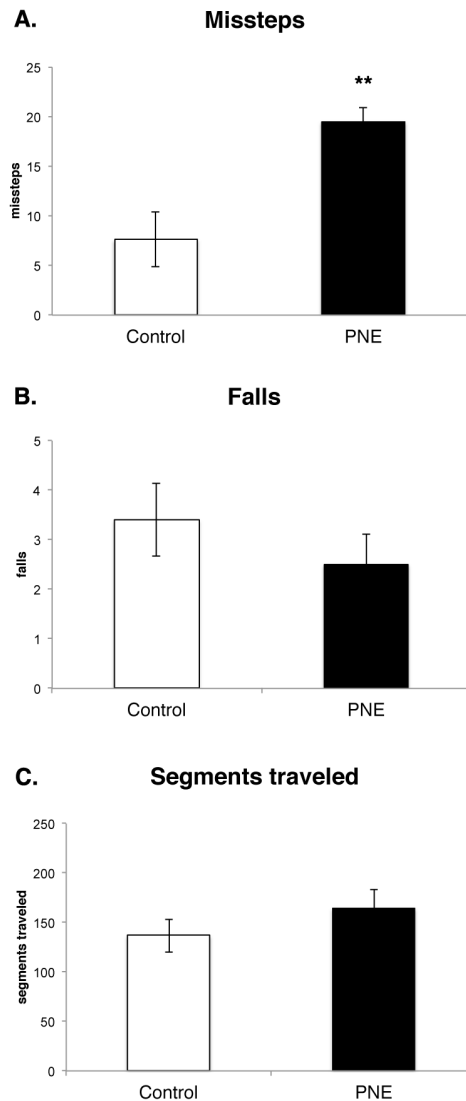 A. Missteps
25
20
15
10
5
0
missteps
**
Control PNE
B. Falls
5
4
3
2
1
0
falls
Control PNE
C. Segments traveled
250
200
150
100
50
0
segments traveled
Control PNE